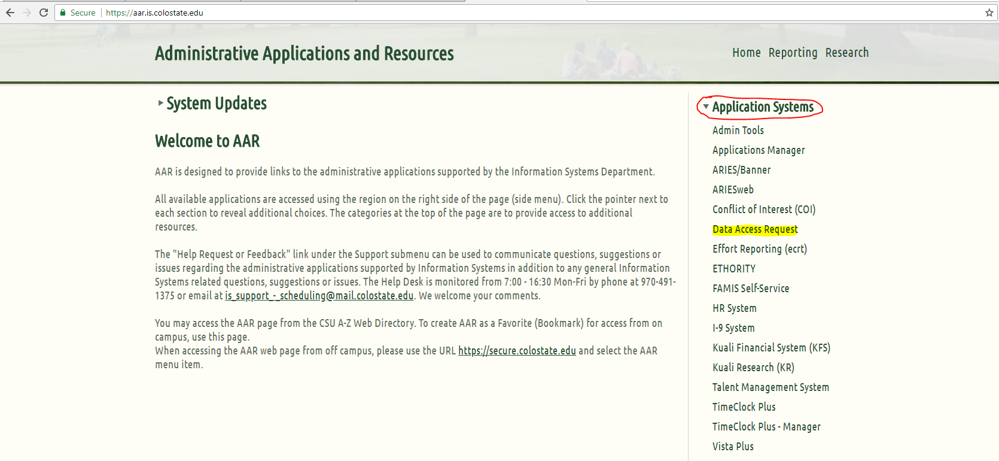 Secure https://aar.is.colostate.edu
Administrative Applications and Resources
Home Reporting Research
System Updates
Welcome to AAR
AAR is designed to provide links to the administrative applications supported by the Information Systems Department.
All available applications are accessed using the region on the right side of the page (side menu). Click the pointer next to
each section to reveal additional choices. The categories at the top of the page are to provide access to additional
resources.
The "Help Request or Feedback" link under the Support submenu can be used to communicate questions, suggestions or
issues regarding the administrative applications supported by Information Systems in addition to any general Information
Systems related questions, suggestions or issues. The Help Desk is monitored from 7:00 - 16:30 Mon-Fri by phone at 970-491-
1375 or email at is_support_-_scheduling@mail.colostate.edu. We welcome your comments.
You may access the AAR page from the CSU A-Z Web Directory. To create AAR as a Favorite (Bookmark) for access from on
campus, use this page.
When accessing the AAR web page from off campus, please use the URL https://secure.colostate.edu and select the AAR
menu item.
Application Systems
Admin Tools
Applications Manager
ARIES/Banner
ARIESweb
Conflict of Interest (COI)
Data Access Request
Effort Reporting (ecrt)
ETHORITY
FAMIS Self-Service
HR System
I-9 System
Kuali Financial System (KFS)
Kuali Research (KR)
Talent Management System
TimeClock Plus
TimeClock Plus - Manager
Vista Plus